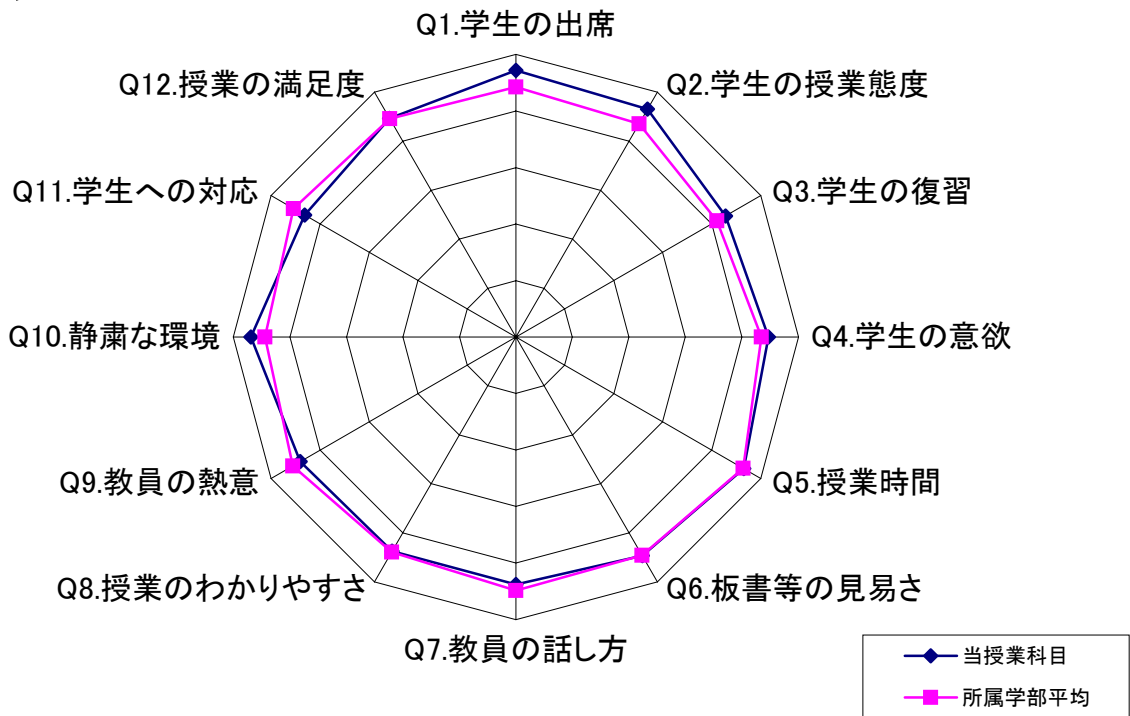 Q1.学生の出席
Q2.学生の授業態度
Q3.学生の復習
Q4.学生の意欲
Q5.授業時間
Q6.板書等の見易さ
Q7.教員の話し方
Q8.授業のわかりやすさ
Q9.教員の熱意
Q10.静粛な環境
Q11.学生への対応
Q12.授業の満足度
当授業科目
所属学部平均